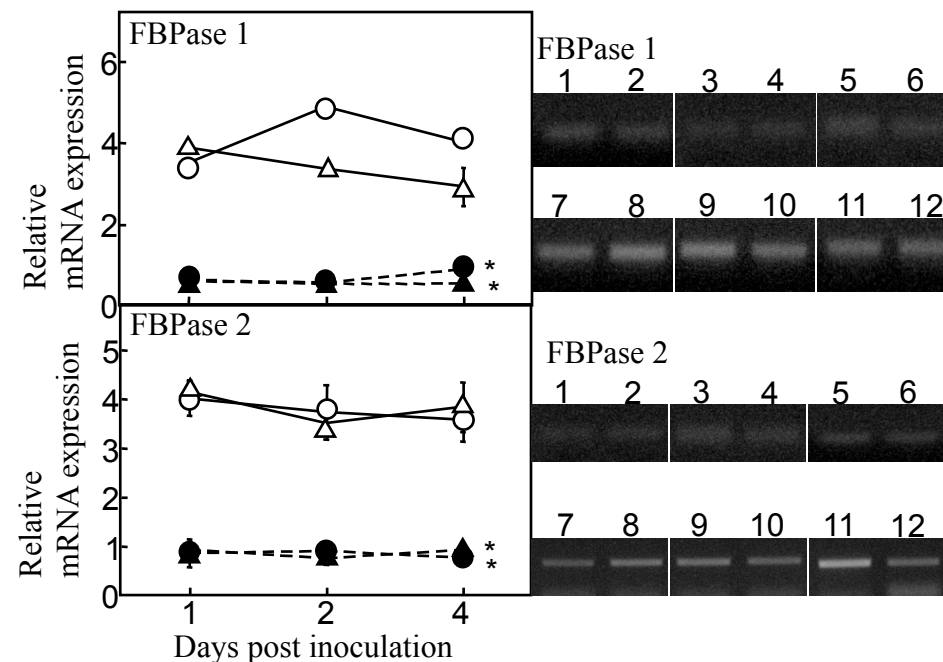 FBPase 1
6
4
2
0
Relative
mRNA expression
*
*
FBPase 2
5
4
3
2
1
0
Relative
mRNA expression
*
*
1 2 4
Days post inoculation
FBPase 1
1 2 3 4 5 6
7 8 9 10 11 12
FBPase 2
1 2 3 4 5 6
7 8 9 10 11 12